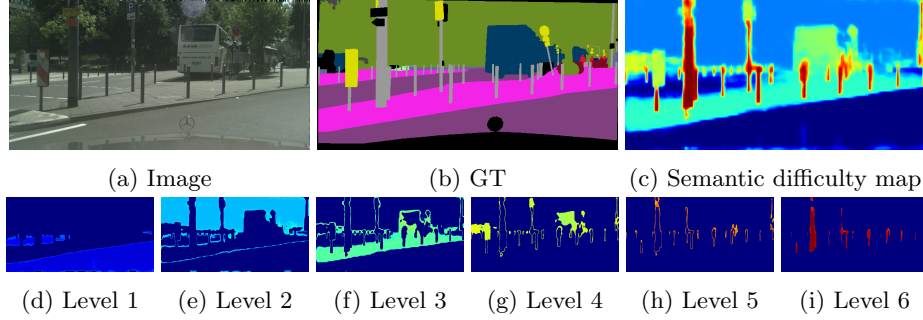 (a) Image
(b) GT
(c) Semantic difficulty map
(d) Level 1
(e) Level 2
(f) Level 3
(g) Level 4
(h) Level 5
(i) Level 6